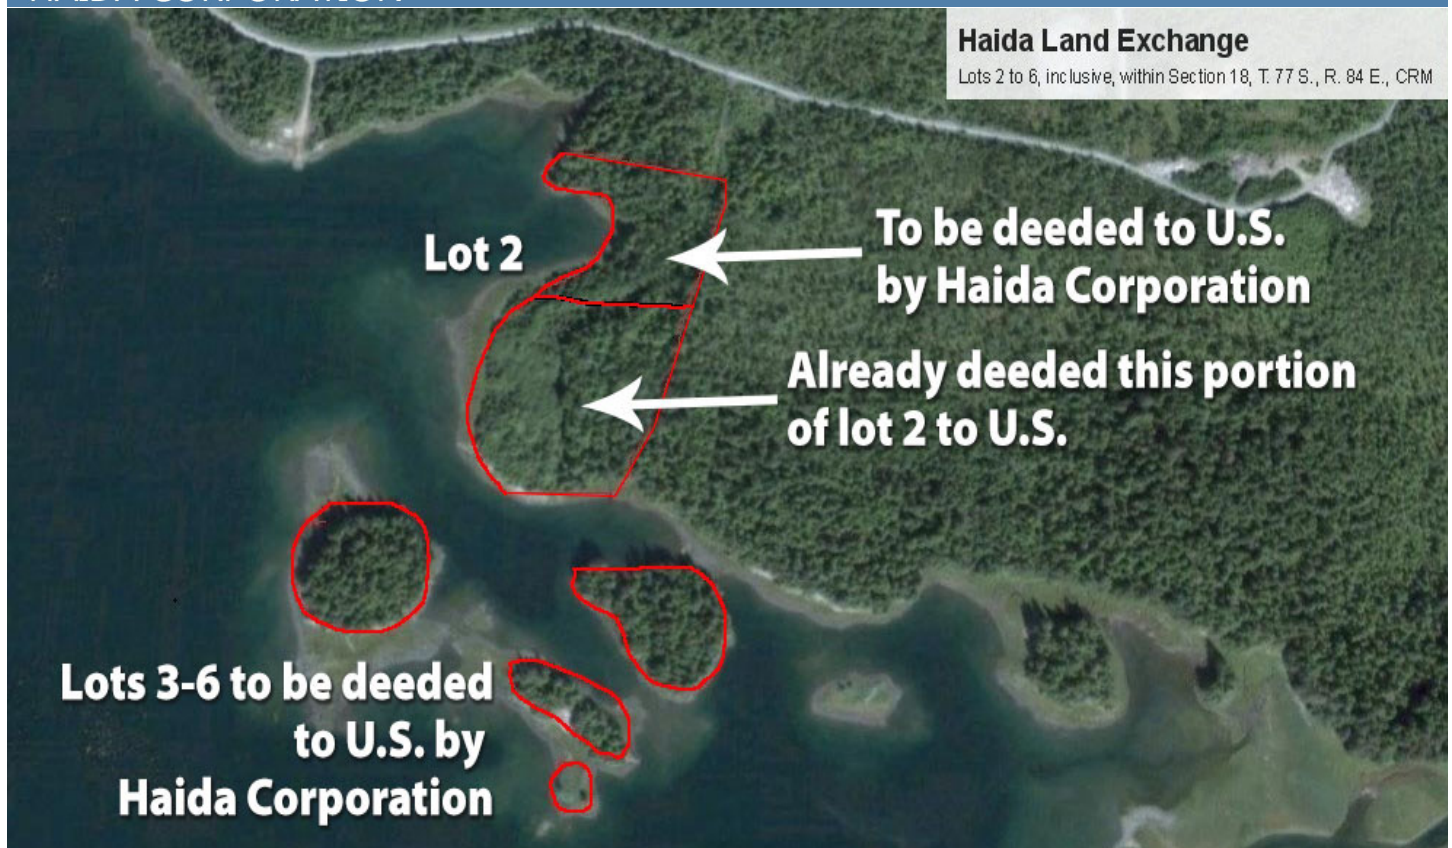 HAIDA CORPORATION
Haida Land Exchange
Lots 2 to 6, inclusive, within Section 18, T. 77 S., R. 84 E., CRM
To be deeded to U.S.
by Haida Corporation
Lot 2
Already deeded this portion
of lot 2 to U.S.
Lots 3-6 to be deeded
to U.S. by
Haida Corporation